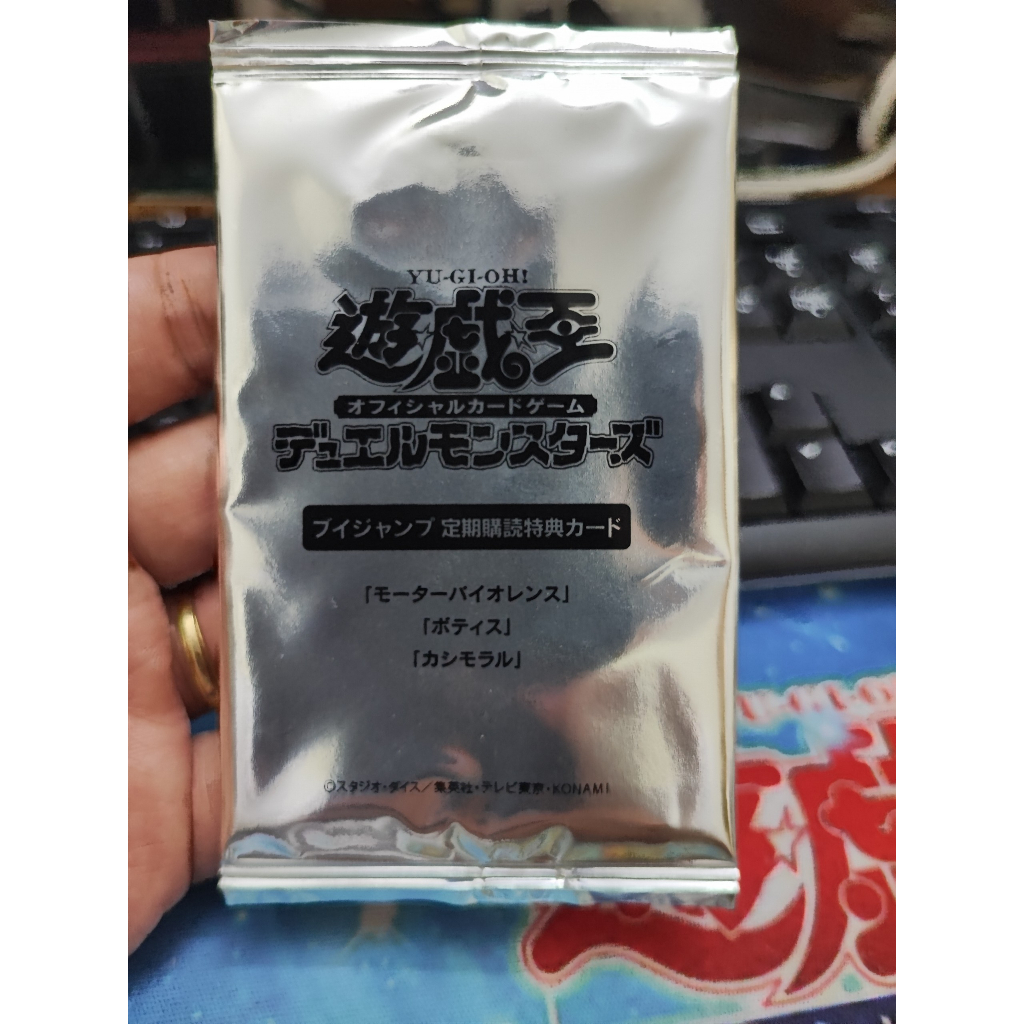 YU-GI-OH!
遊戯王
オフィシャルカードゲーム
デュエルモンスターズ
ブイジャンプ 定期購読特典カード
「モーターバイオレンス」
「ボティス」
「カシモラル」
©スタジオ・ダイス／集英社・テレビ東京・KONAMI